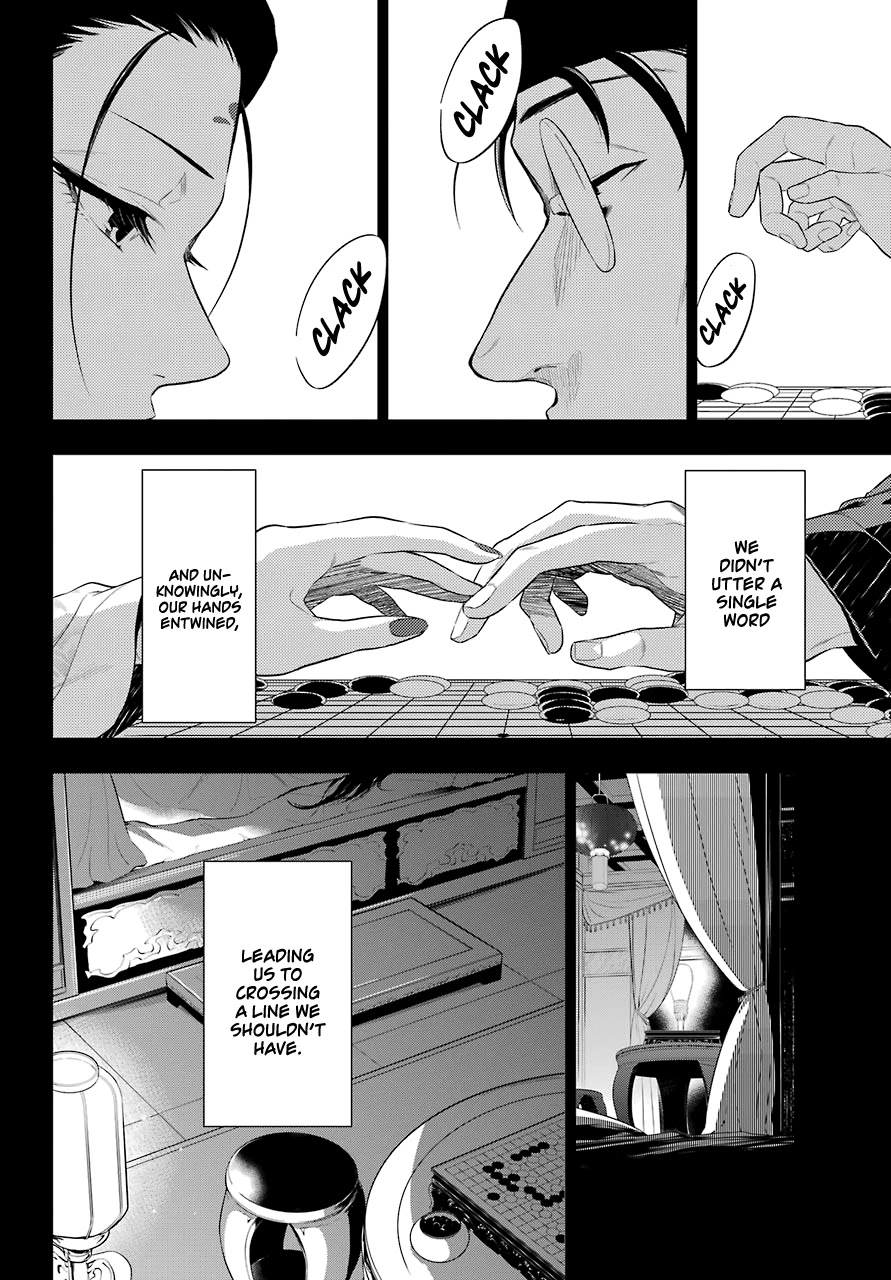 CLACK
CLACK
CLACK
WE
DIDN'T
UTTER A
SINGLE
WORD
AND UN-
KNOWINGLY,
OUR HANDS
ENTWINED,
LEADING
US TO
CROSSING
A LINE WE
SHOULDN'T
HAVE.